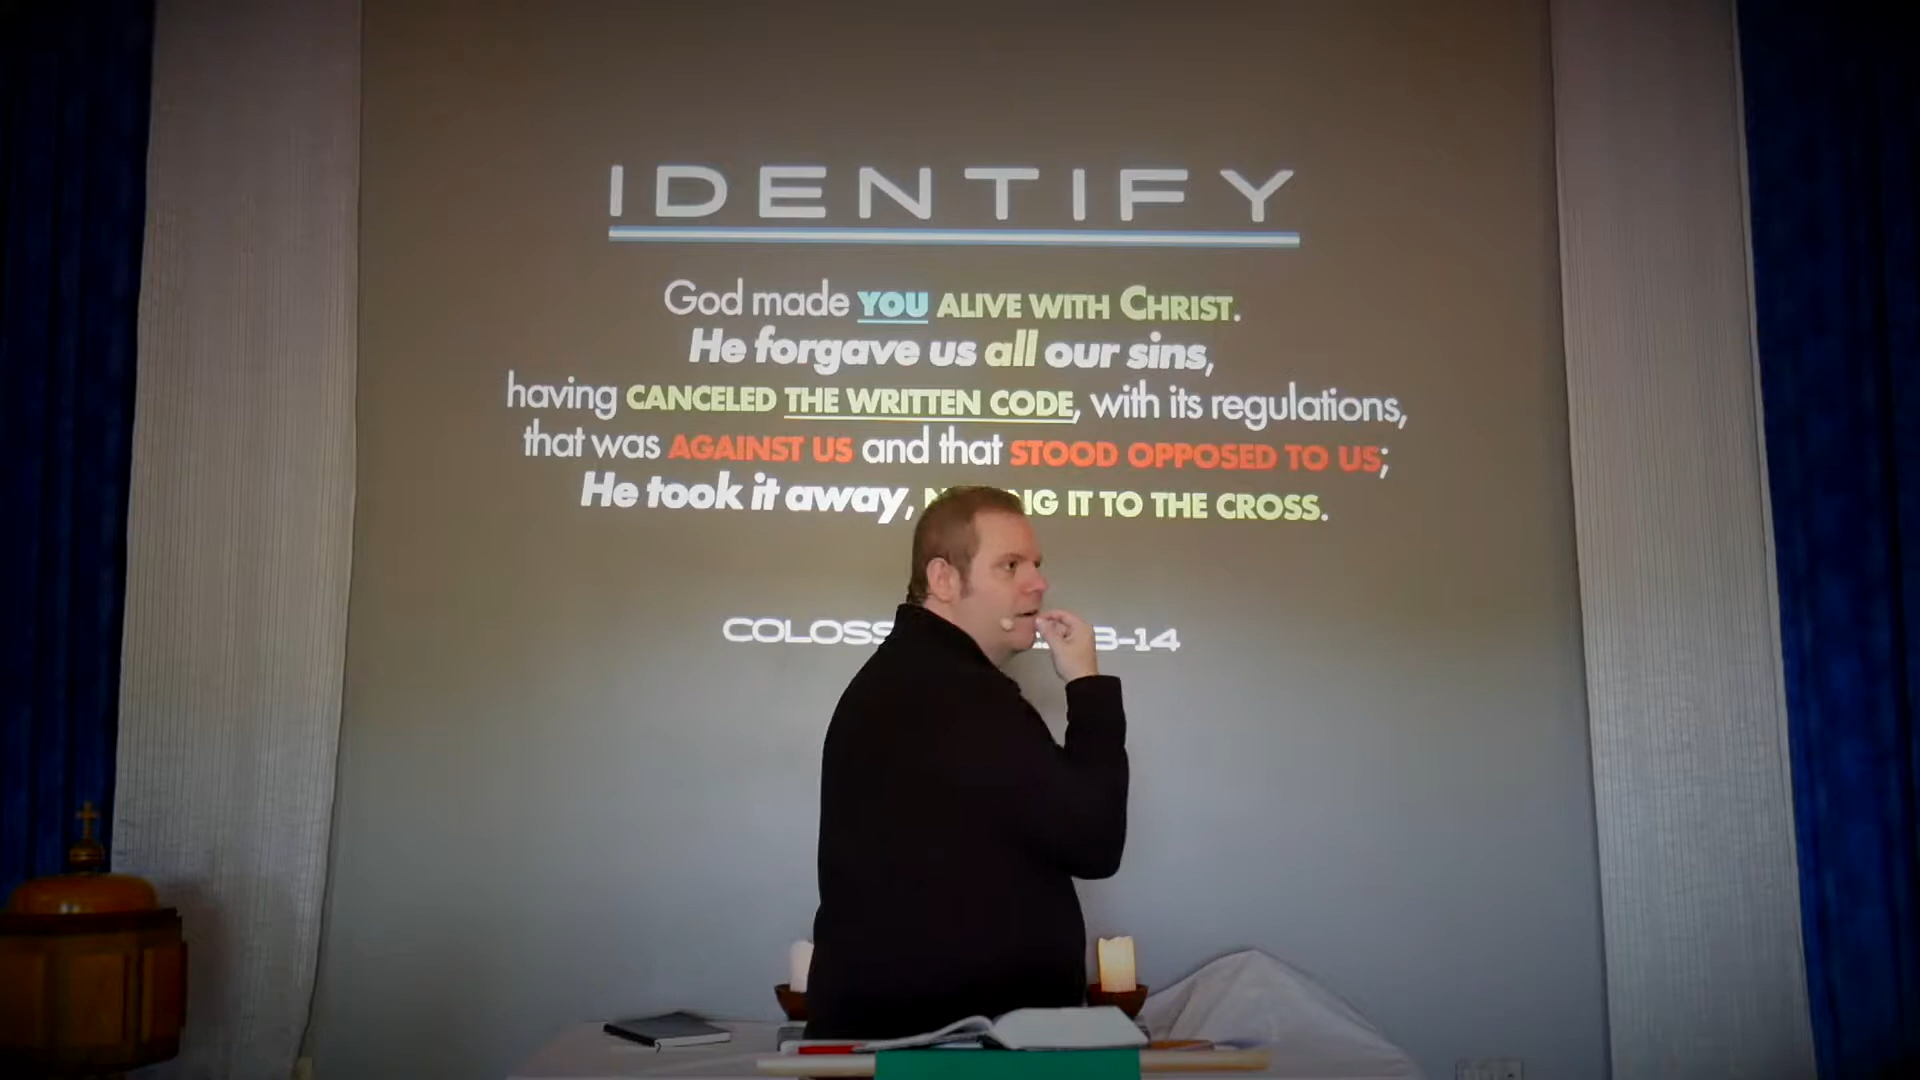 IDENTIFY
God made YOU ALIVE WITH CHRIST.
He forgave us all our sins,
having CANCELED THE WRITTEN CODE, with its regulations,
that was AGAINST US and that STOOD OPPOSED TO US;
He took it away, IT TO THE CROSS.